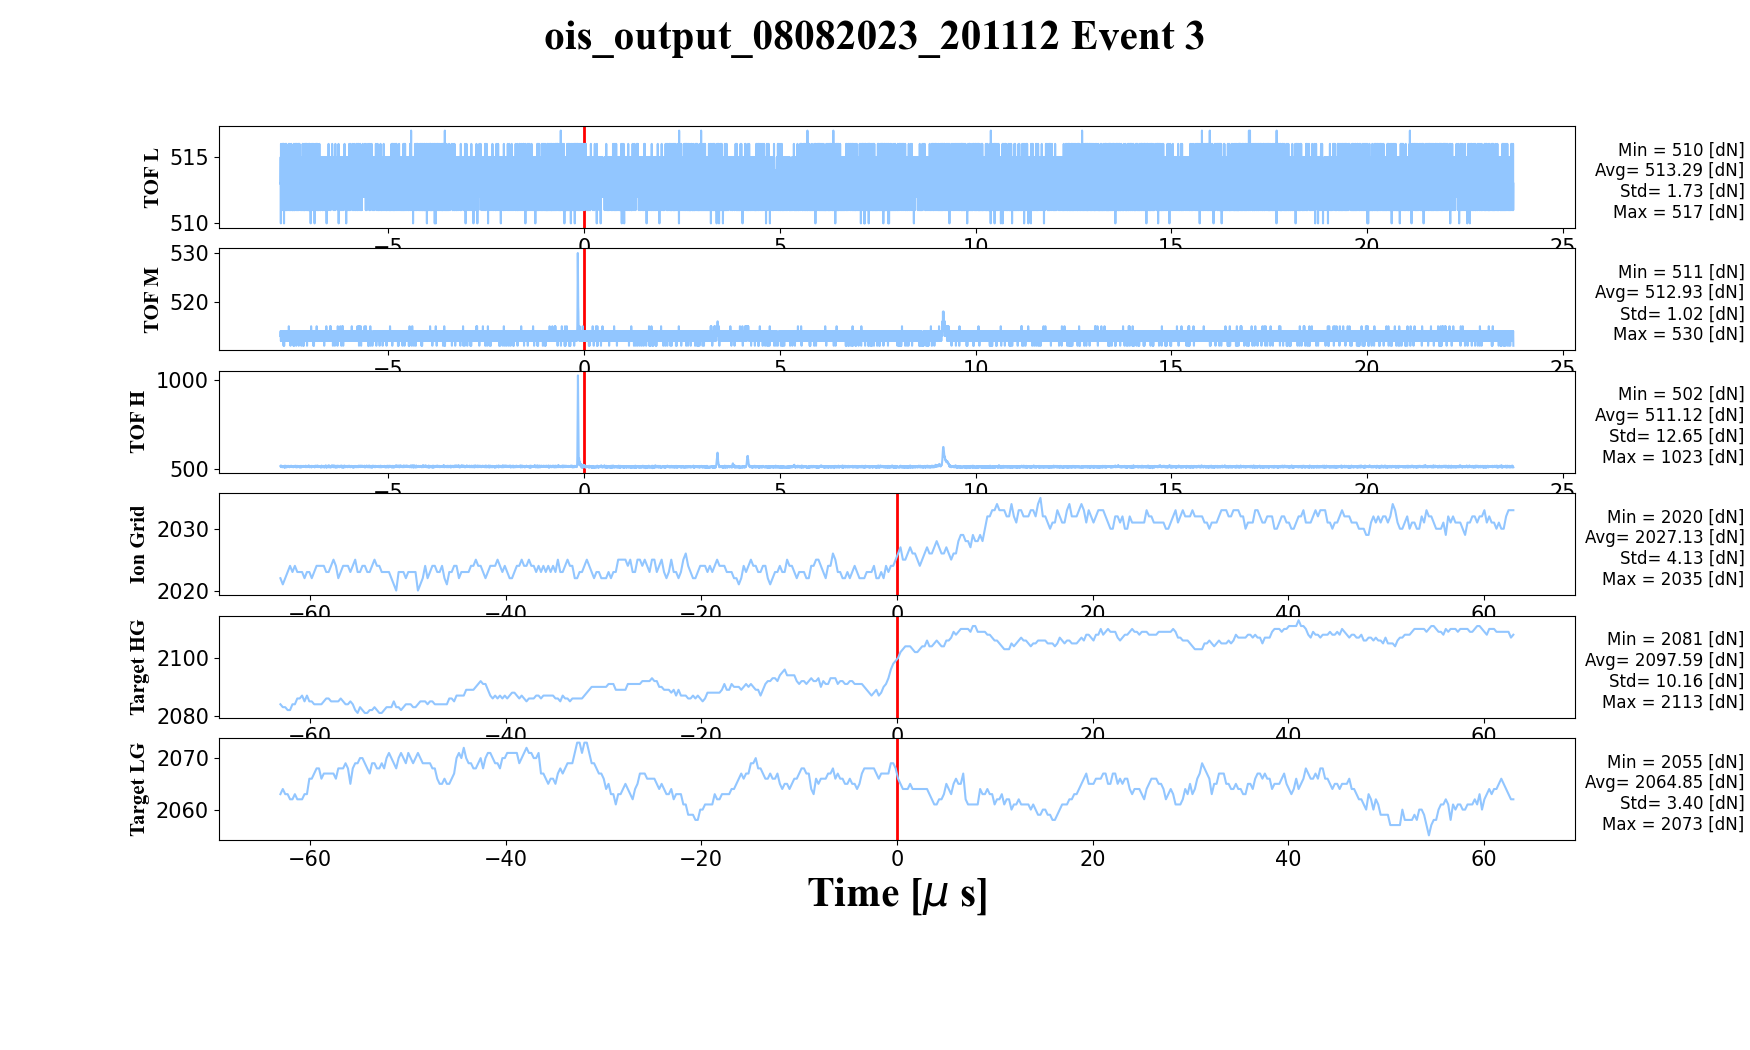 ois_output_08082023_201112 Event 3
TOF L
515
510
−5
0
5
10
15
20
25
Min = 510 [dN]
Avg= 513.29 [dN]
Std= 1.73 [dN]
Max = 517 [dN]
TOF M
530
520
−5
0
5
10
15
20
25
Min = 511 [dN]
Avg= 512.93 [dN]
Std= 1.02 [dN]
Max = 530 [dN]
TOF H
1000
500
−5
0
5
10
15
20
25
Min = 502 [dN]
Avg= 511.12 [dN]
Std= 12.65 [dN]
Max = 1023 [dN]
Ion Grid
2030
2020
−60
−40
−20
0
20
40
60
Min = 2020 [dN]
Avg= 2027.13 [dN]
Std= 4.13 [dN]
Max = 2035 [dN]
Target HG
2100
2080
−60
−40
−20
0
20
40
60
Min = 2081 [dN]
Avg= 2097.59 [dN]
Std= 10.16 [dN]
Max = 2113 [dN]
Target LG
2070
2060
−60
−40
−20
0
20
40
60
Min = 2055 [dN]
Avg= 2064.85 [dN]
Std= 3.40 [dN]
Max = 2073 [dN]
Time [μ s]